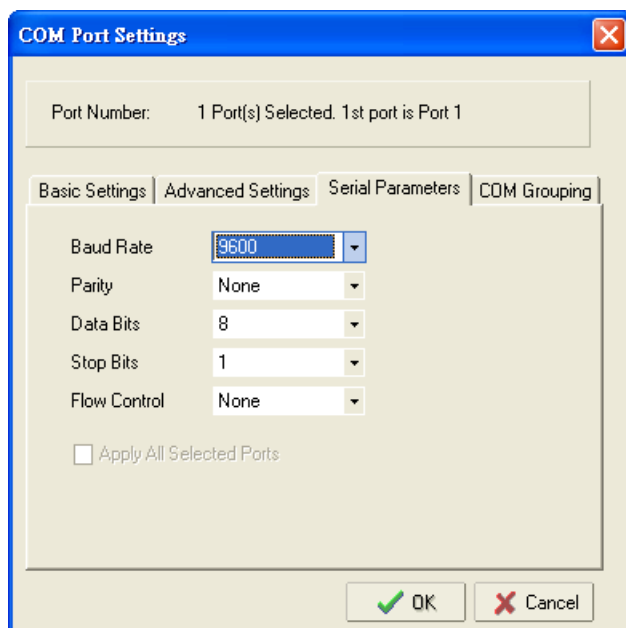 COM Port Settings
Port Number: 1 Port(s) Selected. 1st port is Port 1
Basic Settings Advanced Settings Serial Parameters COM Grouping
Baud Rate 9600
Parity None
Data Bits 8
Stop Bits 1
Flow Control None
Apply All Selected Ports
OK Cancel